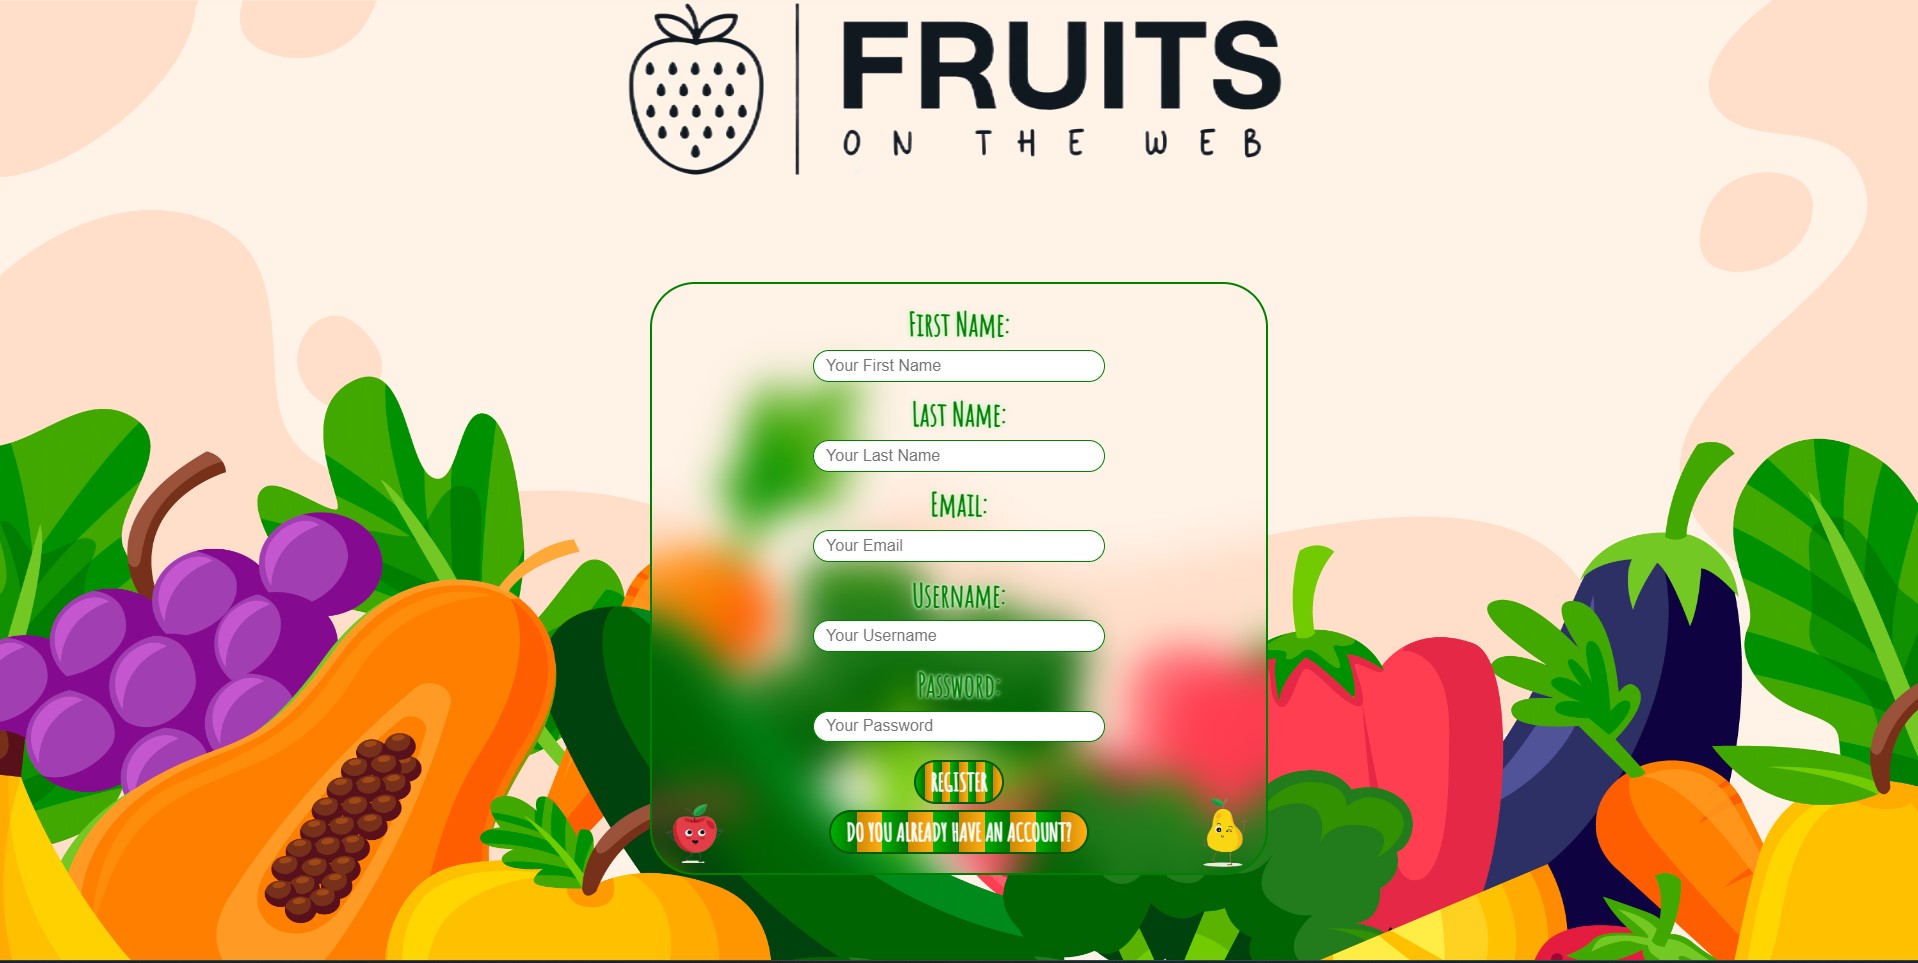 FRUITS
ON THE WEB
First Name:
Your First Name
Last Name:
Your Last Name
Email:
Your Email
Username:
Your Username
Password:
Your Password
REGISTER
DO YOU ALREADY HAVE AN ACCOUNT?